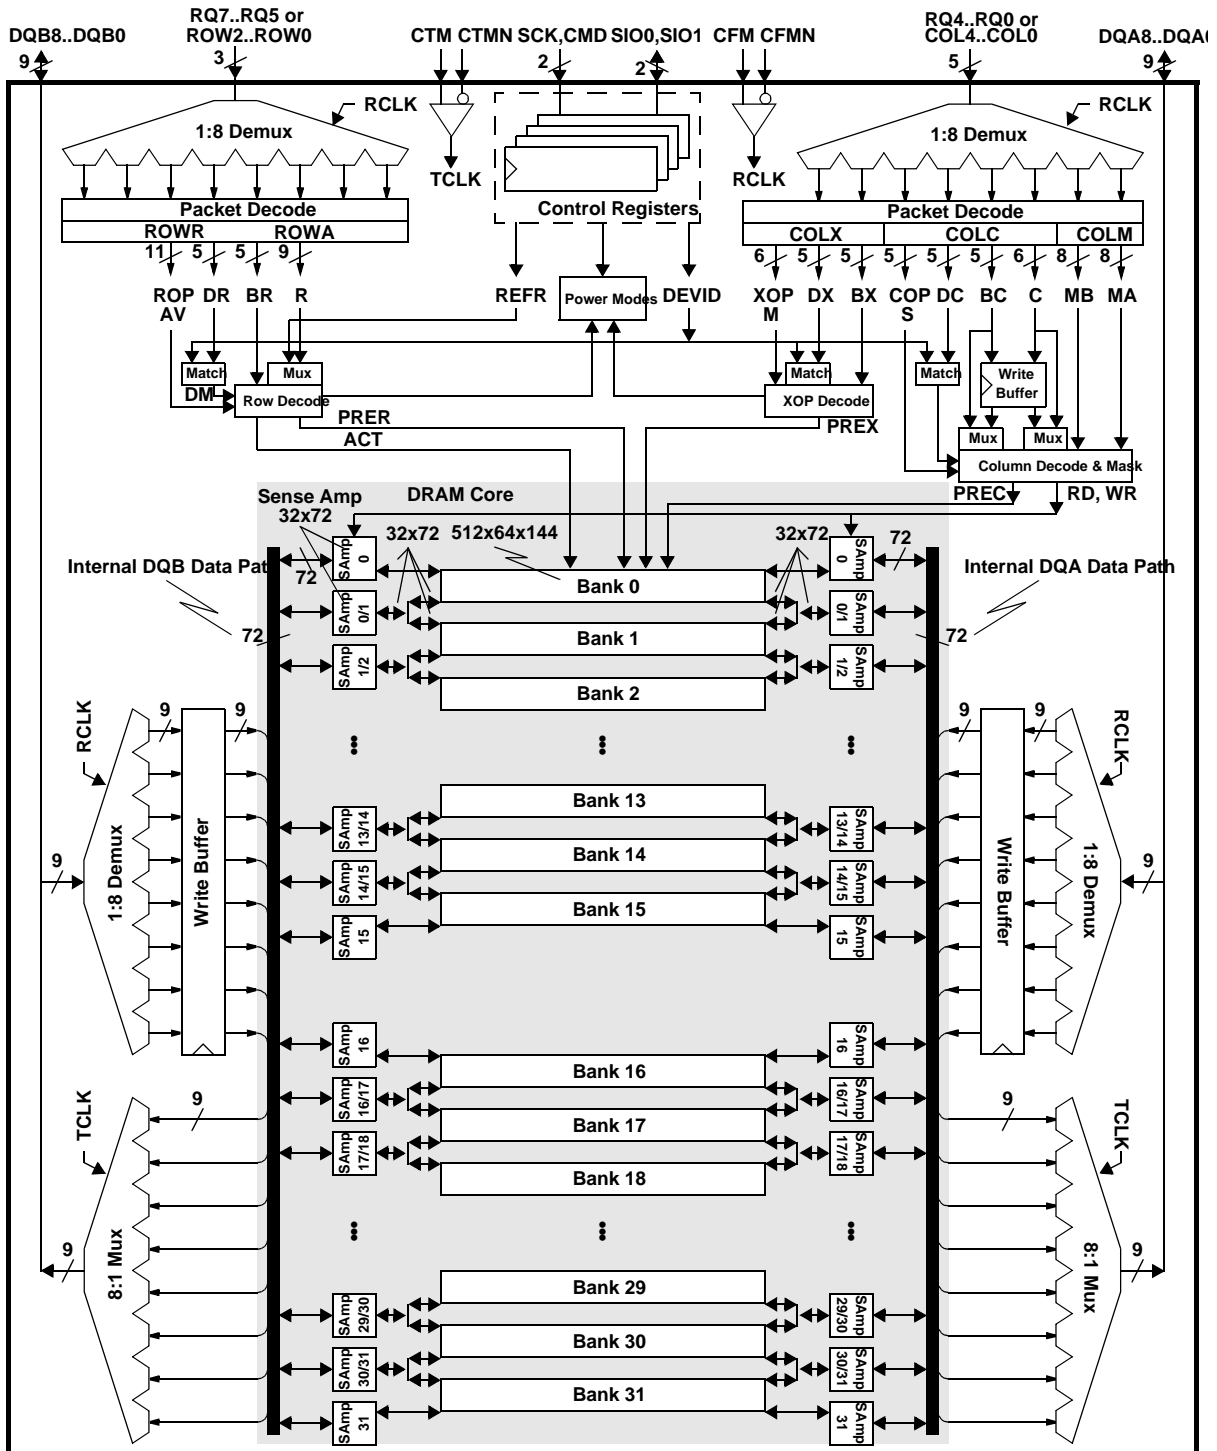 RQ7..RQ5 or
RQ4..RQ0 or
DQB8..DQB0
ROW2..ROW0
CTM CTMN SCK,CMD SIO0,SIO1 CFM CFMN
COL4..COL0
DQA8..DQA0
9
3
2
2
5
9
RCLK
RCLK
1:8 Demux
1:8 Demux
TCLK
RCLK
Control Registers
Packet Decode
Packet Decode
ROWR
ROWA
COLX
COLC
COLM
11
5
5
9
6
5
5
5
5
5
6
8
8
ROP
DR
BR
R
REFR
Power Modes
DEVID
XOP
DX
BX
COP
DC
BC
C
MB
MA
AV
M
S
Match
Mux
Match
Match
Write
Buffer
DM
Row Decode
XOP Decode
PRER
PREX
ACT
Mux
Mux
Column Decode & Mask
PREC
RD, WR
Sense Amp
DRAM Core
32x72
32x72
512x64x144
32x72
SAmp
0
SAmp
0
72
72
Internal DQB Data Pat
Internal DQA Data Path
Bank 0
SAmp
0/1
SAmp
0/1
72
72
Bank 1
SAmp
1/2
SAmp
1/2
Bank 2
9
9
9
9
RCLK
RCLK
1:8 Demux
Write Buffer
Write Buffer
1:8 Demux
9
9
Bank 13
SAmp
13/14
SAmp
13/14
Bank 14
SAmp
14/15
SAmp
14/15
Bank 15
SAmp
15
SAmp
15
SAmp
16
SAmp
16
Bank 16
SAmp
16/17
SAmp
16/17
Bank 17
SAmp
17/18
SAmp
17/18
Bank 18
9
9
TCLK
TCLK
8:1 Mux
8:1 Mux
9
9
Bank 29
SAmp
29/30
SAmp
29/30
Bank 30
SAmp
30/31
SAmp
30/31
Bank 31
SAmp
31
SAmp
31